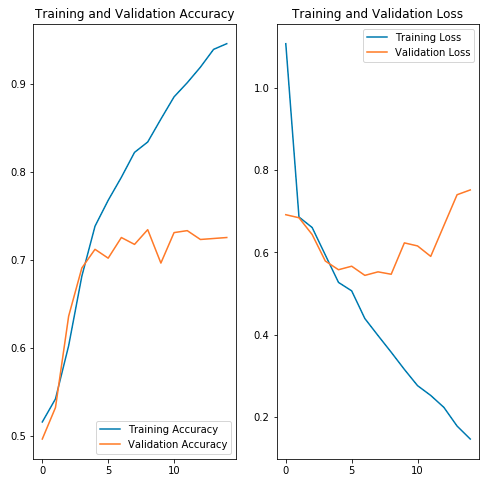 Training and Validation Accuracy
0.9
0.8
0.7
0.6
0.5
0
5
10
Training Accuracy
Validation Accuracy
Training and Validation Loss
1.0
0.8
0.6
0.4
0.2
0
5
10
Training Loss
Validation Loss